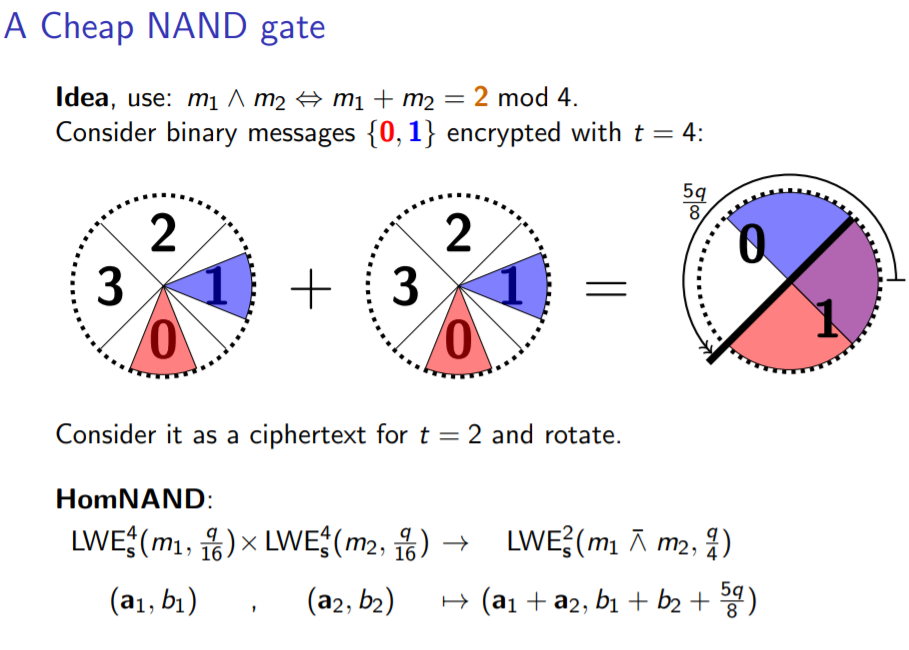 A Cheap NAND gate
Idea, use: m₁ ∧ m₂ ⇔ m₁ + m₂ = 2 mod 4.
Consider binary messages {0, 1} encrypted with t = 4:
2
3
1
0
+
2
3
1
0
=
5q/8
0
1
Consider it as a ciphertext for t = 2 and rotate.
HomNAND:
LWE⁴ₛ(m₁, q/16) × LWE⁴ₛ(m₂, q/16) → LWE²ₛ(m₁ ⊼ m₂, q/4)
(a₁, b₁) , (a₂, b₂) ↦ (a₁ + a₂, b₁ + b₂ + 5q/8)